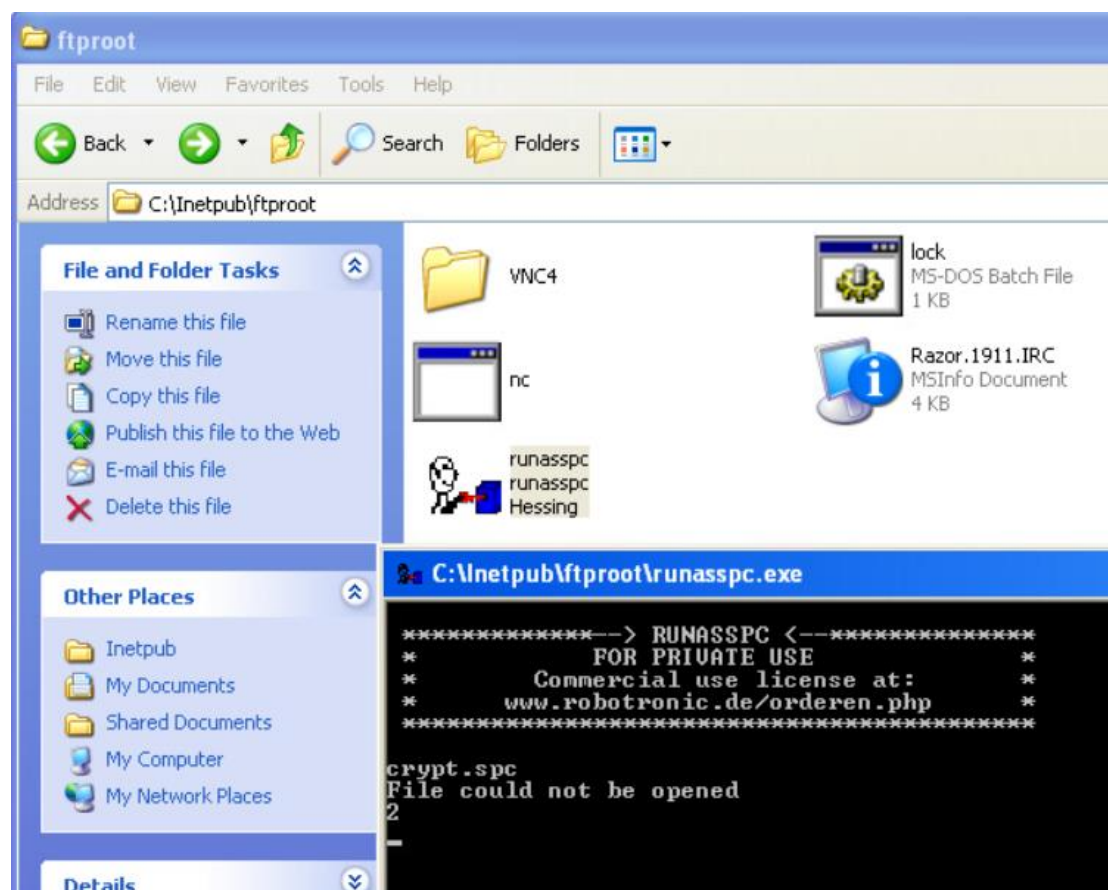 ftproot
File Edit View Favorites Tools Help
Back Search Folders
Address C:\Inetpub\ftproot
File and Folder Tasks
Rename this file
Move this file
Copy this file
Publish this file to the Web
E-mail this file
Delete this file
Other Places
Inetpub
My Documents
Shared Documents
My Computer
My Network Places
Details
VNC4
lock
MS-DOS Batch File
1 KB
nc
Razor.1911.IRC
MSInfo Document
4 KB
runasspc
runasspc
Hessing
C:\Inetpub\ftproot\runasspc.exe
*************--> RUNASSPC <--**************
* FOR PRIVATE USE *
* Commercial use license at: *
* www.robotronic.de/orderen.php *
*******************************************
crypt.spc
File could not be opened
2